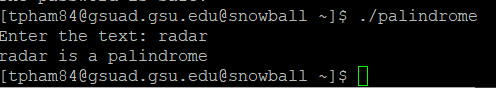 [tpham84@gsuad.gsu.edu@snowball ~]$ ./palindrome
Enter the text: radar
radar is a palindrome
[tpham84@gsuad.gsu.edu@snowball ~]$